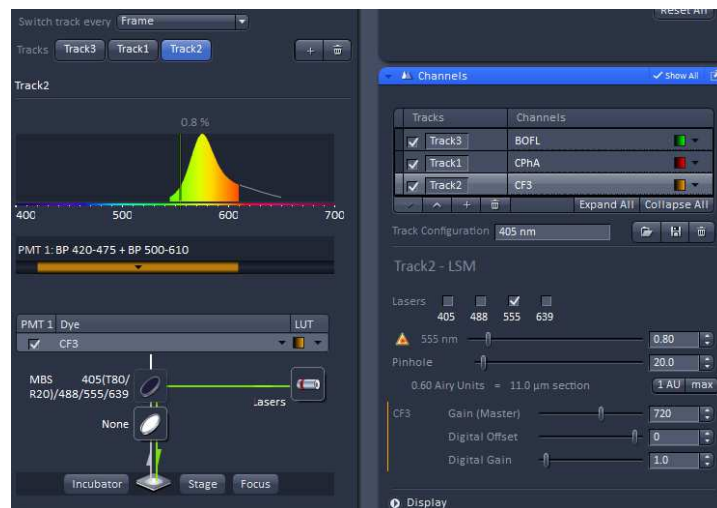 Switch track every Frame
Tracks Track3 Track1 Track2 +
Track2
0.8 %
400 500 600 700
PMT 1: BP 420-475 + BP 500-610
PMT 1 Dye LUT
CF3
MBS 405(T80/
R20)/488/555/639
.asers
None
Incubator Stage Focus
Reset All
Channels Show All
Tracks Channels
Track3 BOFL
Track1 CPhA
Track2 CF3
+ Expand All Collapse All
Track Configuration 405 nm
Track2 - LSM
Lasers
405 488 555 639
555 nm 0.80
Pinhole 20.0
0.60 Airy Units = 11.0 µm section 1 AU max
CF3 Gain (Master) 720
Digital Offset 0
Digital Gain 1.0
Display